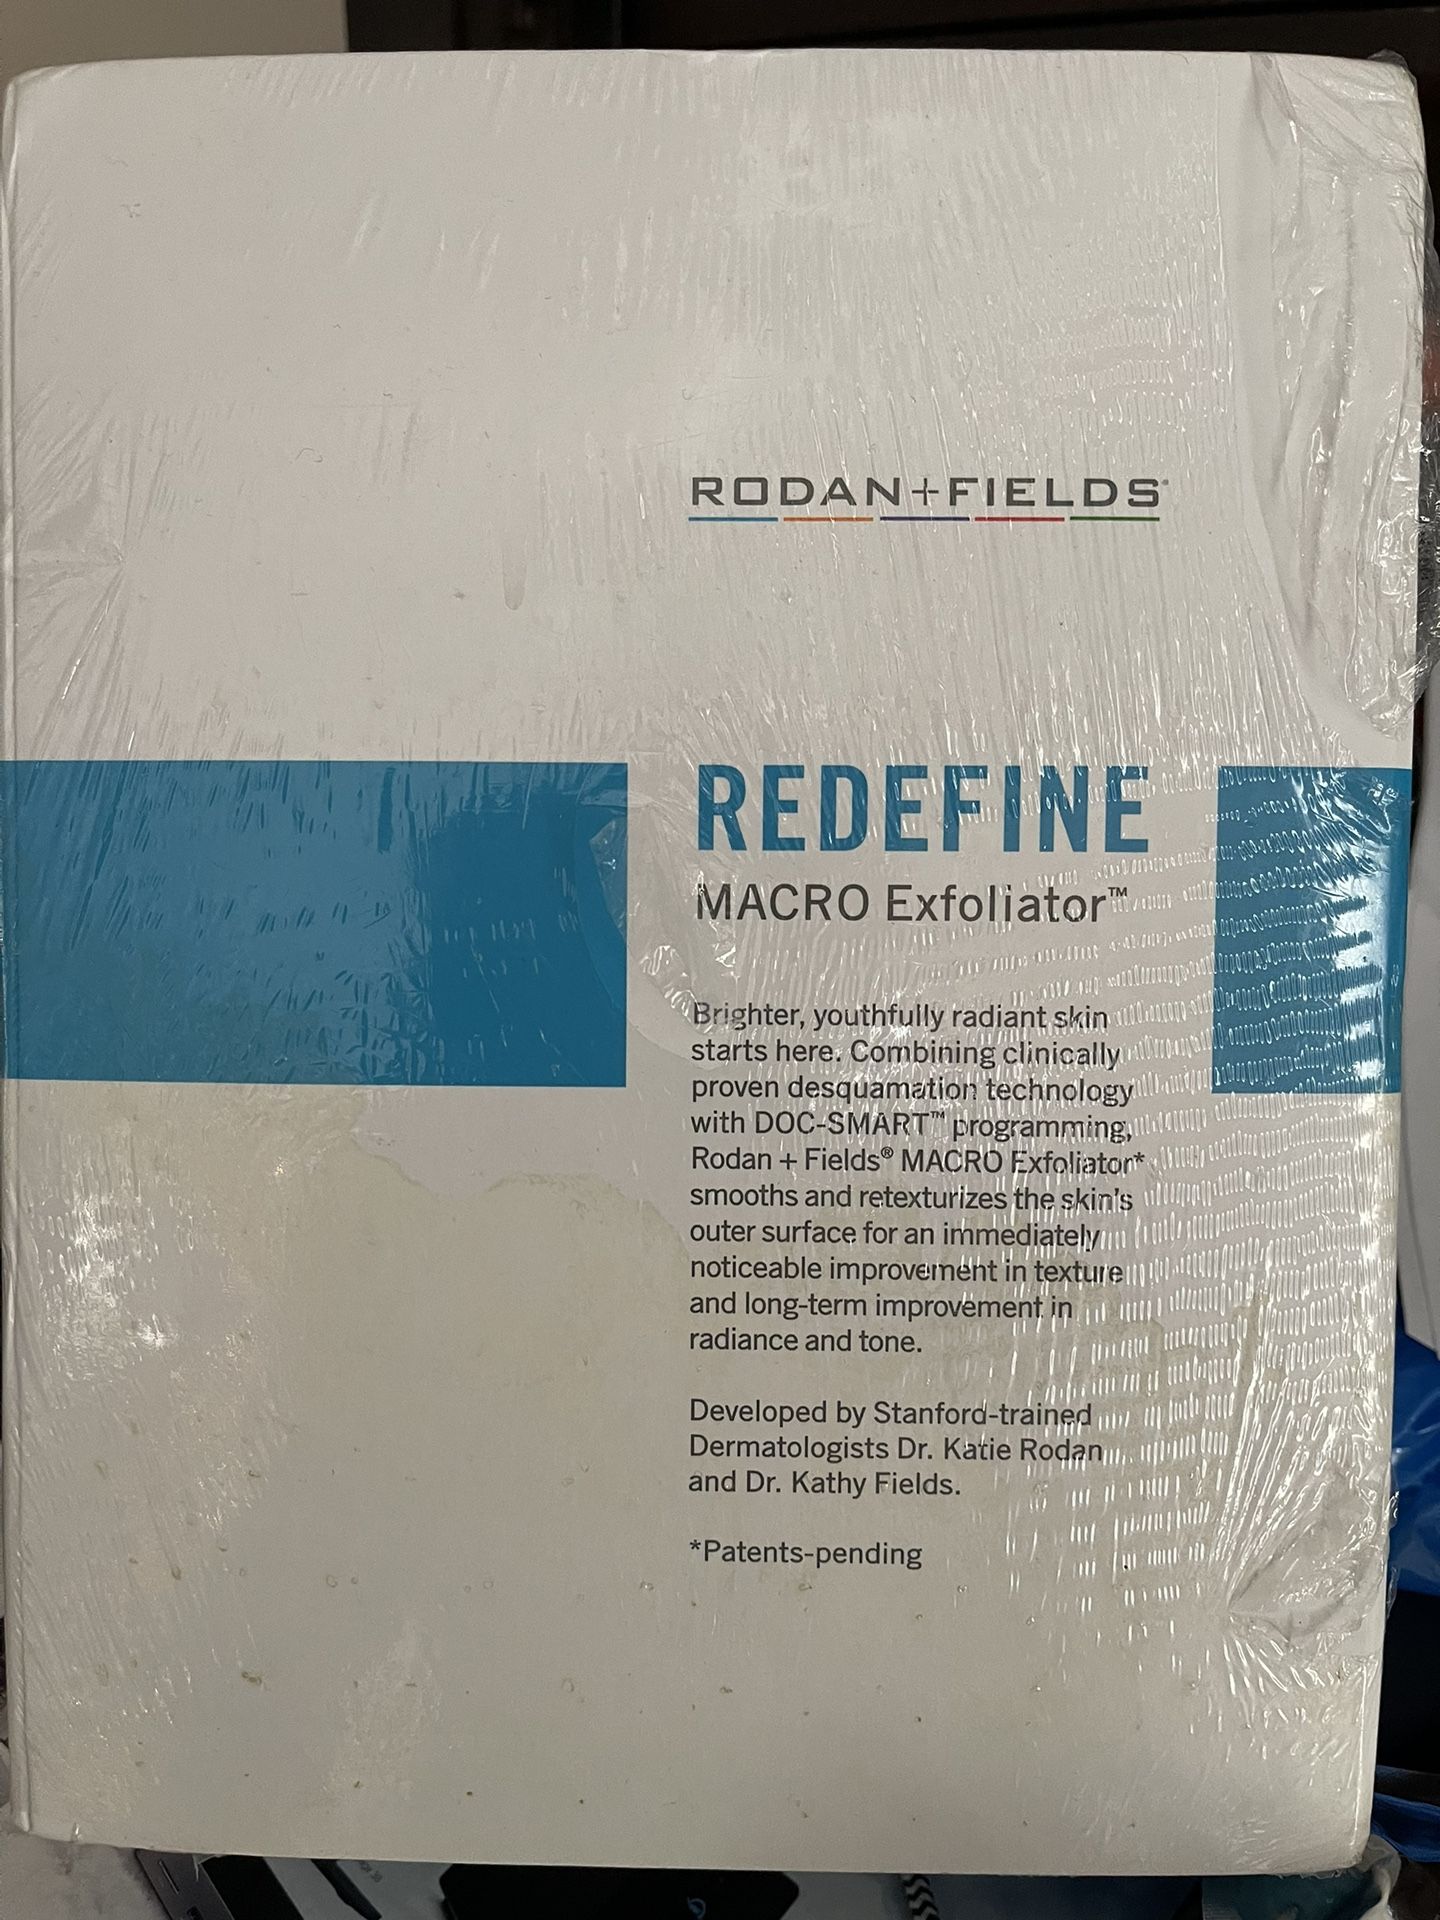 RODAN+FIELDS®
REDEFINE
MACRO Exfoliator™
Brighter, youthfully radiant skin
starts here. Combining clinically
proven desquamation technology
with DOC-SMART™ programming,
Rodan + Fields® MACRO Exfoliator*
smooths and retexturizes the skin's
outer surface for an immediately
noticeable improvement in texture
and long-term improvement in
radiance and tone.
Developed by Stanford-trained
Dermatologists Dr. Katie Rodan
and Dr. Kathy Fields.
*Patents-pending